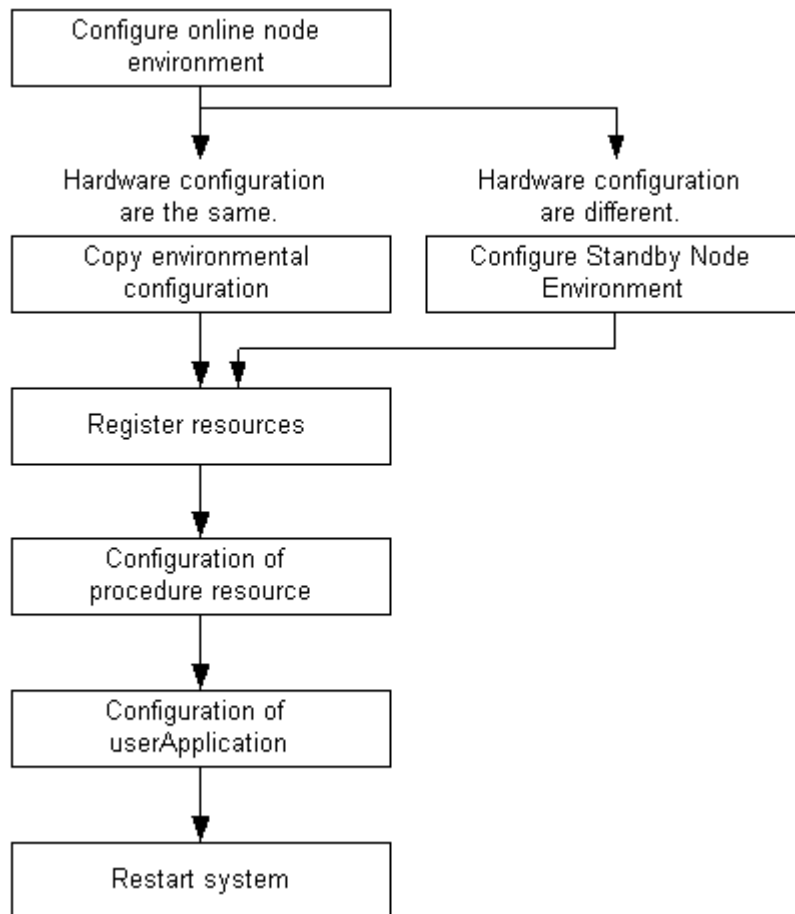 Configure online node
environment
Hardware configuration
are the same.
Hardware configuration
are different.
Copy environmental
configuration
Configure Standby Node
Environment
Register resources
Configuration of
procedure resource
Configuration of
userApplication
Restart system